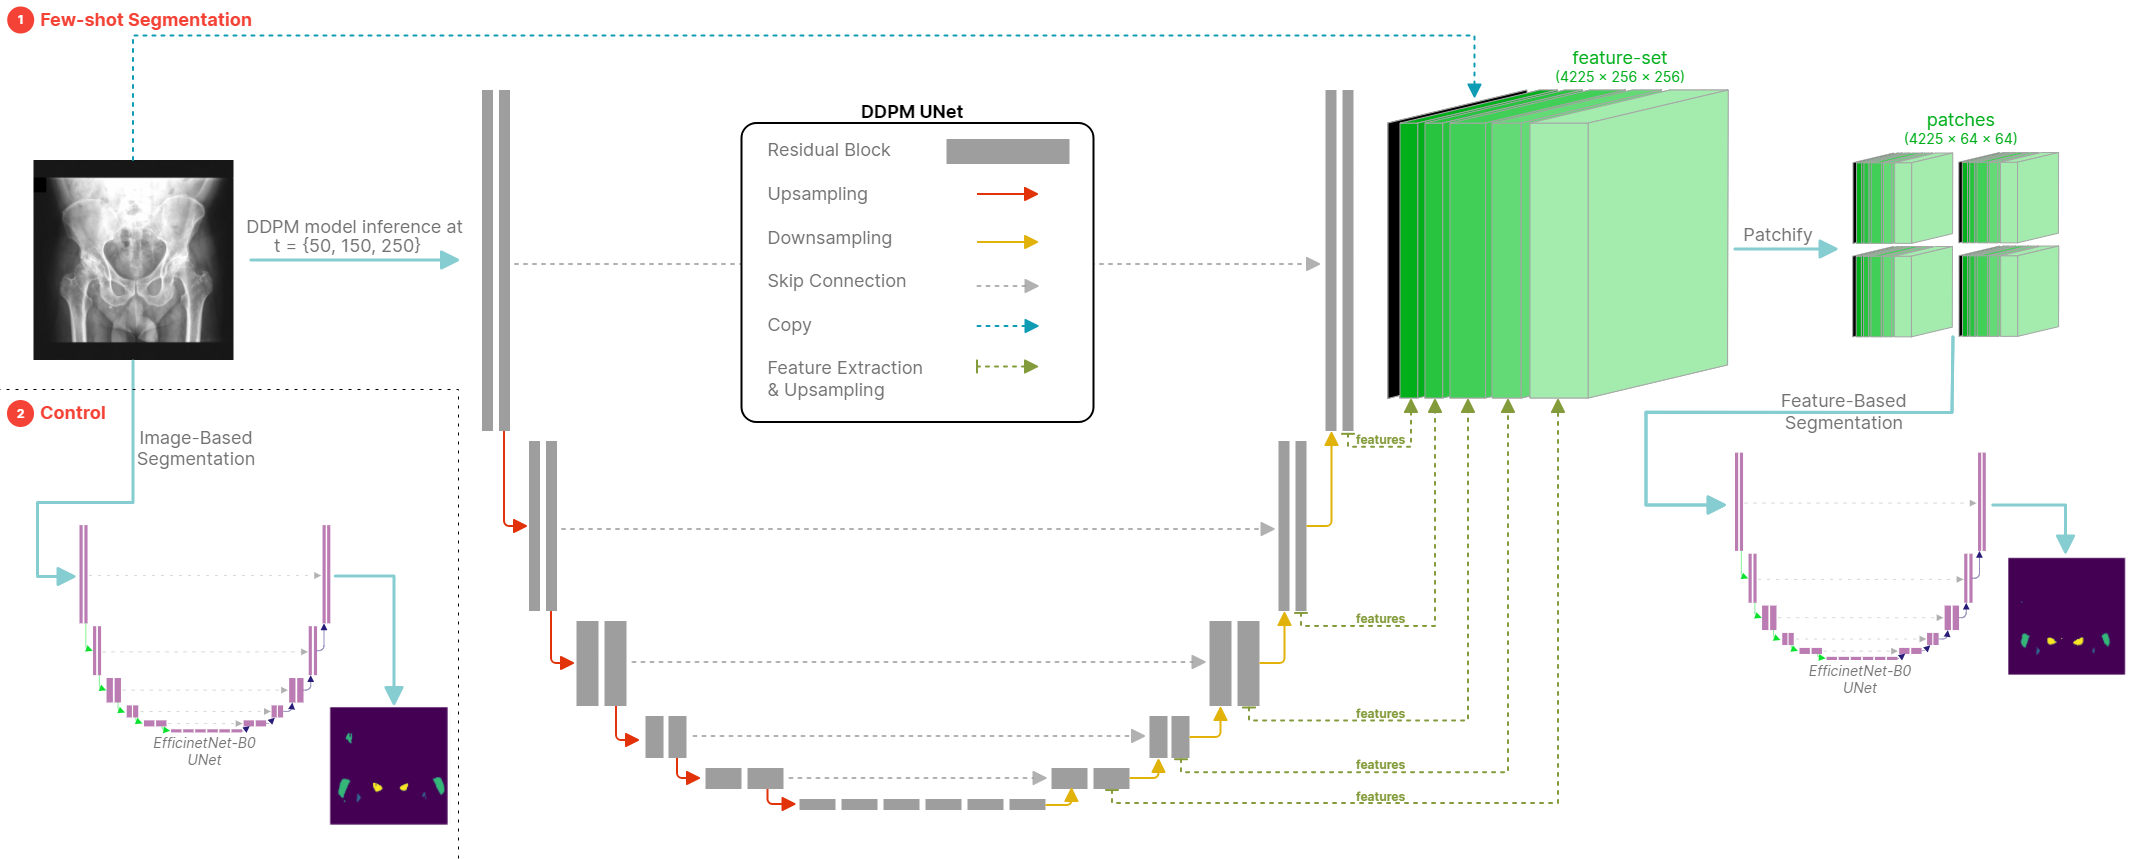 1 Few-shot Segmentation
feature-set
(4225 × 256 × 256)
DDPM UNet
patches
(4225 × 64 × 64)
Residual Block
Upsampling
Downsampling
Skip Connection
Copy
Feature Extraction
& Upsampling
DDPM model inference at
t = {50, 150, 250}
Patchify
2 Control
Image-Based
Segmentation
Feature-Based
Segmentation
features
features
features
features
features
EfficinetNet-B0
UNet
EfficinetNet-B0
UNet